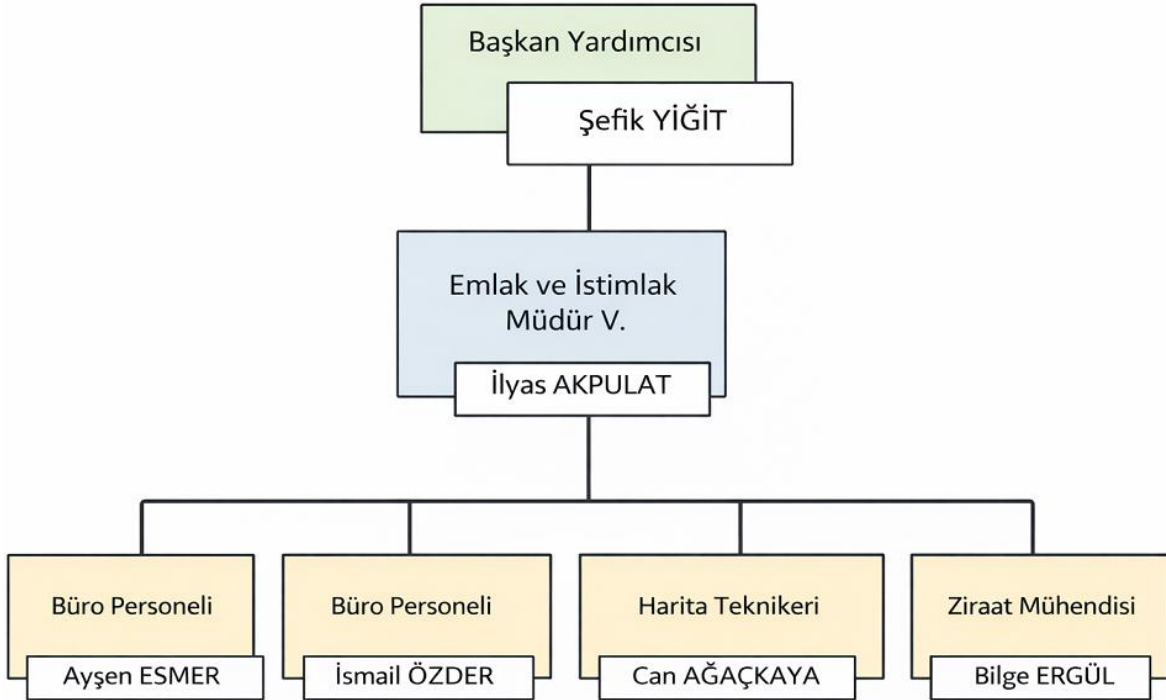 Başkan Yardımcısı
Şefik YİĞİT
Emlak ve İstimlak
Müdür V.
İlyas AKPULAT
Büro Personeli
Ayşen ESMER
Büro Personeli
İsmail ÖZDER
Harita Teknikeri
Can AĞAÇKAYA
Ziraat Mühendisi
Bilge ERGÜL